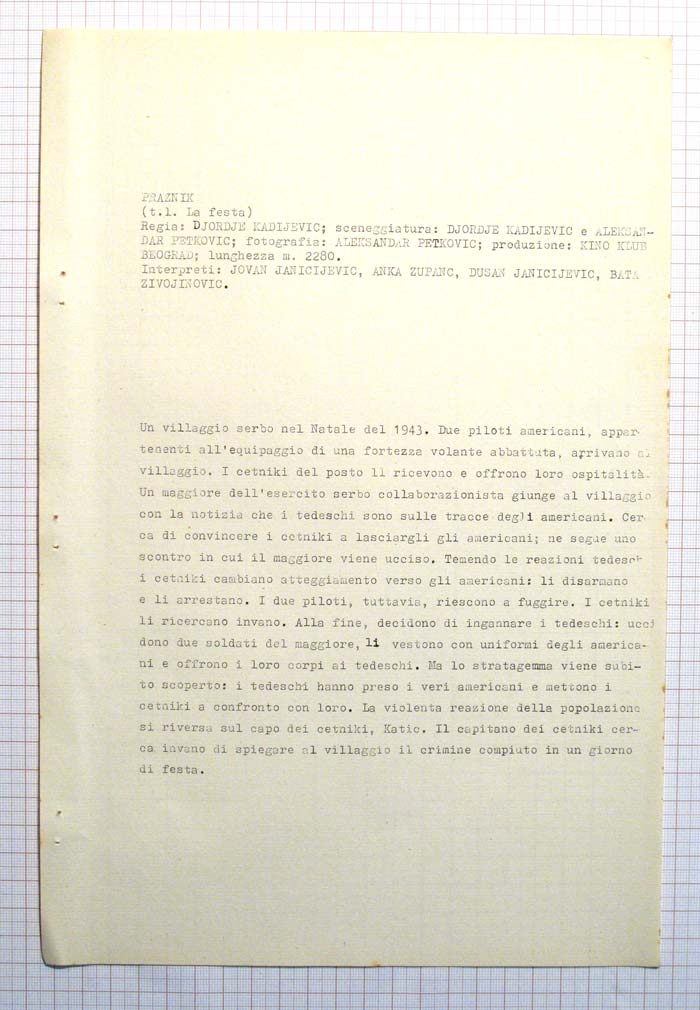 PRAZNIK
(t.l. La festa)
Regia: DJORDJE KADIJEVIC; sceneggiatura: DJORDJE KADIJEVIC e ALEKSAN-
DAR PETKOVIC; fotografia: ALEKSANDAR PETKOVIC; produzione: KINO KLUB
BEOGRAD; lunghezza m. 2280.
Interpreti: JOVAN JANICIJEVIC, ANKA ZUPANC, DUSAN JANICIJEVIC, BATA
ZIVOJINOVIC.
Un villaggio serbo nel Natale del 1943. Due piloti americani, appar-
tenenti all'equipaggio di una fortezza volante abbattuta, arrivano al
villaggio. I cetniki del posto li ricevono e offrono loro ospitalità.
Un maggiore dell'esercito serbo collaborazionista giunge al villaggio
con la notizia che i tedeschi sono sulle tracce degli americani. Cer
ca di convincere i cetniki a lasciargli gli americani; ne segue uno
scontro in cui il maggiore viene ucciso. Temendo le reazioni tedesch
i cetniki cambiano atteggiamento verso gli americani: li disarmano
e li arrestano. I due piloti, tuttavia, riescono a fuggire. I cetniki
li ricercano invano. Alla fine, decidono di ingannare i tedeschi: ucci
dono due soldati del maggiore, li vestono con uniformi degli america-
ni e offrono i loro corpi ai tedeschi. Ma lo stratagemma viene subi-
to scoperto: i tedeschi hanno preso i veri americani e mettono i
cetniki a confronto con loro. La violenta reazione della popolazione
si riversa sul capo dei cetniki, Katic. Il capitano dei cetniki cer-
ca invano di spiegare al villaggio il crimine compiuto in un giorno
di festa.